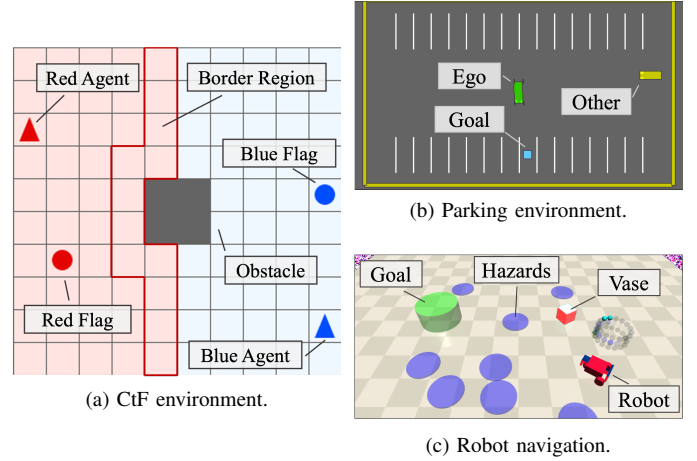 Red Agent
Border Region
Blue Flag
Obstacle
Red Flag
Blue Agent
(a) CtF environment.
Ego
Other
Goal
(b) Parking environment.
Goal
Hazards
Vase
Robot
(c) Robot navigation.